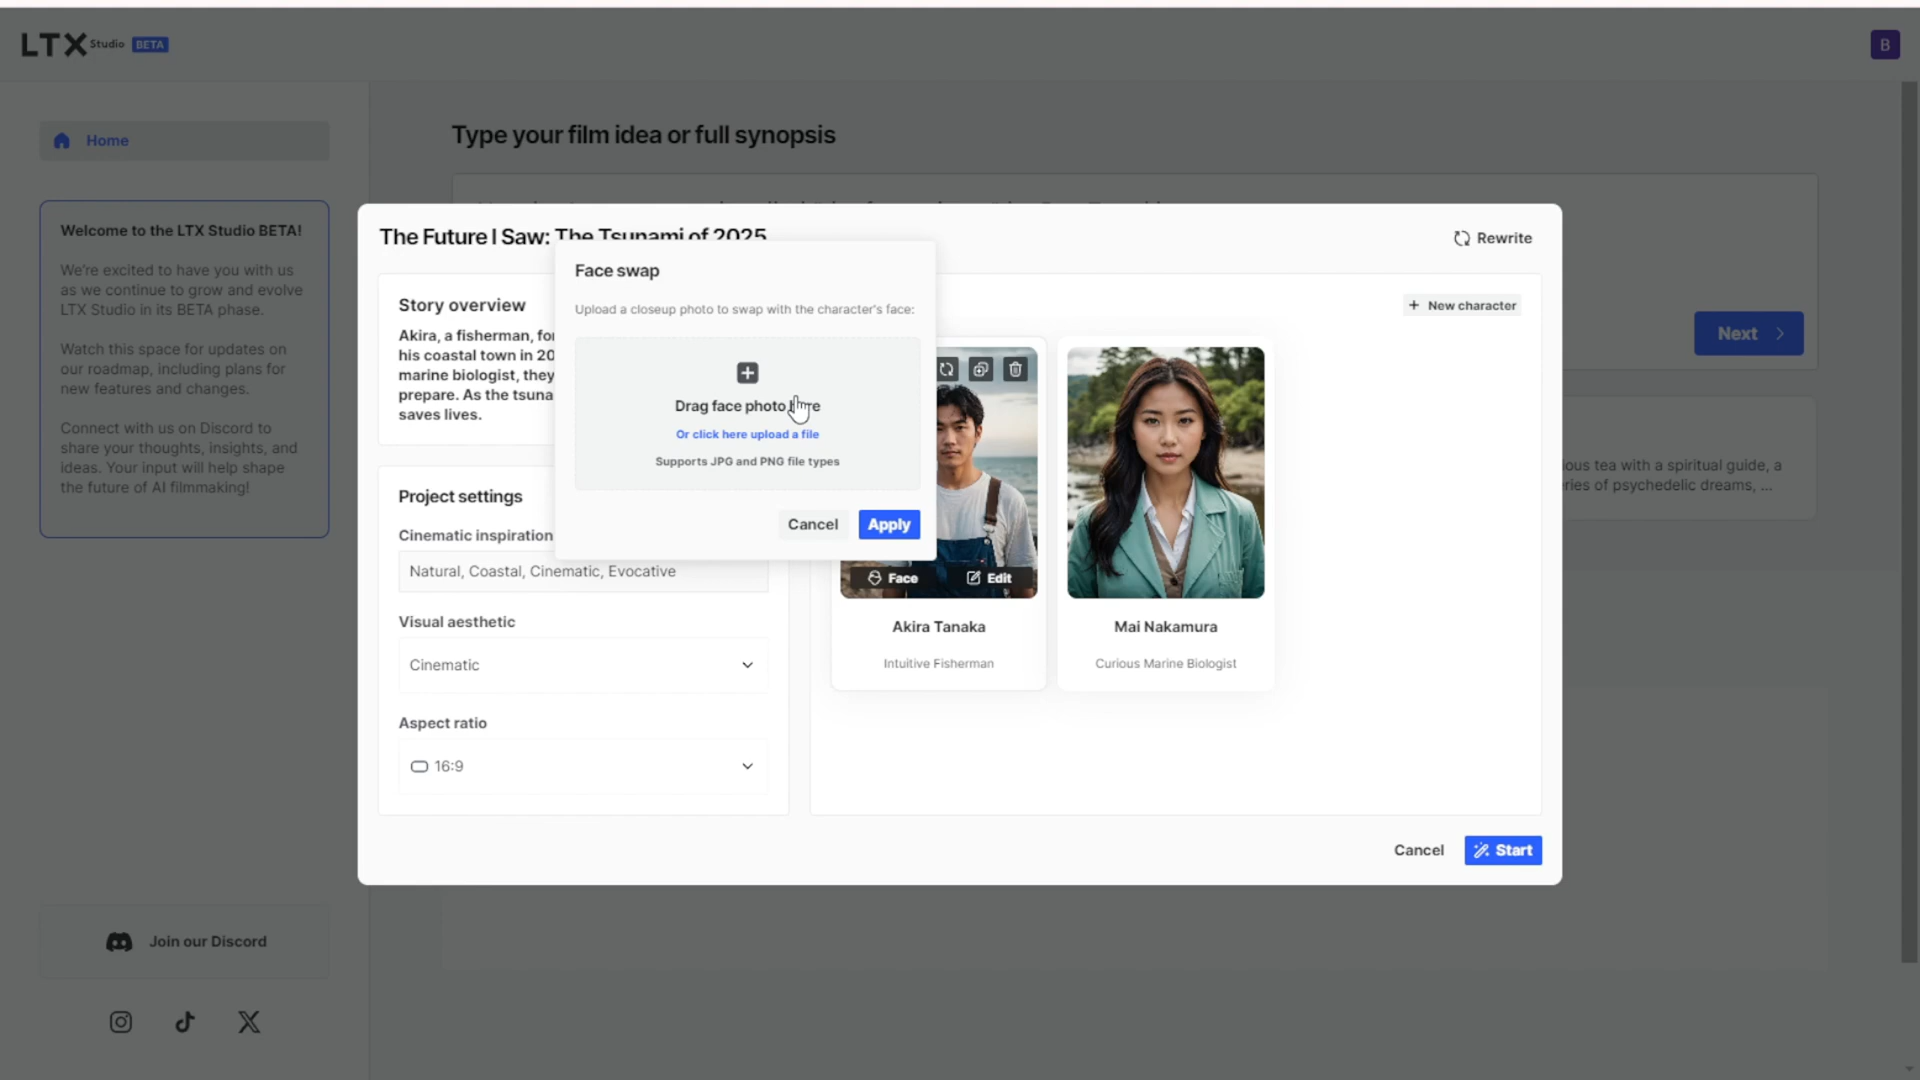 LTX Studio BETA
B
Home
Type your film idea or full synopsis
Welcome to the LTX Studio BETA!
We're excited to have you with us
as we continue to grow and evolve
LTX Studio in its BETA phase.
Watch this space for updates on
our roadmap, including plans for
new features and changes.
Connect with us on Discord to
share your thoughts, insights, and
ideas. Your input will help shape
the future of AI filmmaking!
Join our Discord
Next
ious tea with a spiritual guide, a
ries of psychedelic dreams, ...
The Future I Saw: The Tsunami of 2025
Rewrite
Story overview
Akira, a fisherman, for
his coastal town in 20
marine biologist, they
prepare. As the tsuna
saves lives.
Project settings
Cinematic inspiration
Natural, Coastal, Cinematic, Evocative
Visual aesthetic
Cinematic
Aspect ratio
16:9
Face swap
Upload a closeup photo to swap with the character's face:
Drag face photo here
Or click here upload a file
Supports JPG and PNG file types
Cancel Apply
+ New character
Face Edit
Akira Tanaka
Intuitive Fisherman
Mai Nakamura
Curious Marine Biologist
Cancel Start